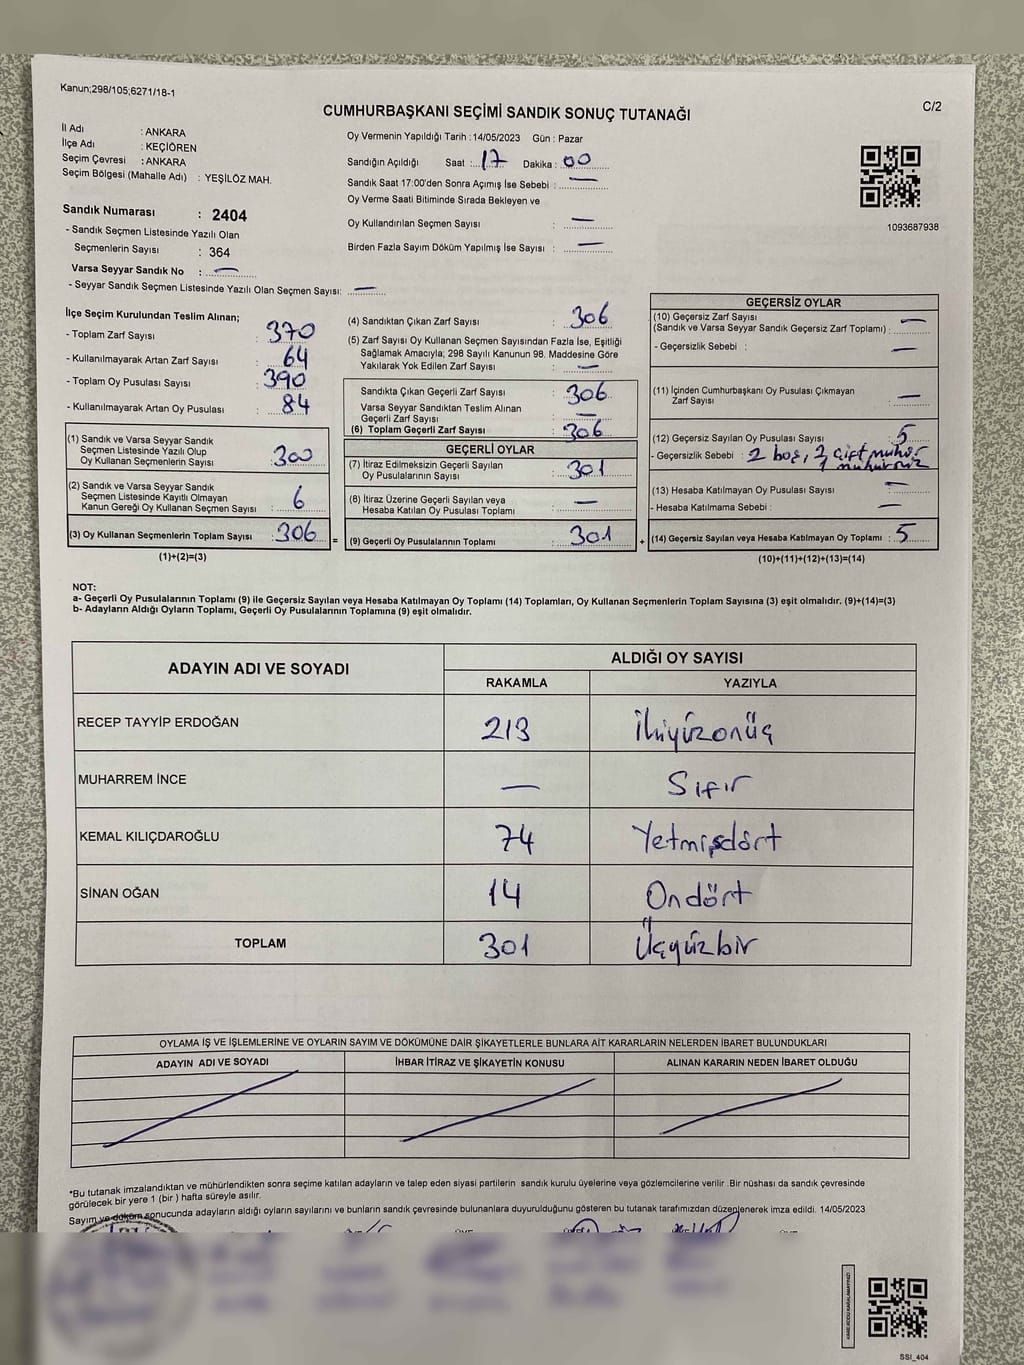 Kanun;298/105;6271/18-1
C/2
CUMHURBAŞKANI SEÇİMİ SANDIK SONUÇ TUTANAĞI
İl Adı : ANKARA
İlçe Adı : KEÇİÖREN
Seçim Çevresi : ANKARA
Seçim Bölgesi (Mahalle Adı) : YEŞİLÖZ MAH.
Oy Vermenin Yapıldığı Tarih : 14/05/2023 Gün : Pazar
Sandığın Açıldığı Saat : 17 Dakika : 00
Sandık Saat 17:00'den Sonra Açımış İse Sebebi : —
Oy Verme Saati Bitiminde Sırada Bekleyen ve
Oy Kullandırılan Seçmen Sayısı : —
Birden Fazla Sayım Döküm Yapılmış İse Sayısı : —
1093687938
Sandık Numarası : 2404
- Sandık Seçmen Listesinde Yazılı Olan
Seçmenlerin Sayısı : 364
Varsa Seyyar Sandık No : —
- Seyyar Sandık Seçmen Listesinde Yazılı Olan Seçmen Sayısı: —
İlçe Seçim Kurulundan Teslim Alınan;
- Toplam Zarf Sayısı : 370
- Kullanılmayarak Artan Zarf Sayısı : 64
- Toplam Oy Pusulası Sayısı : 390
- Kullanılmayarak Artan Oy Pusulası : 84
(1) Sandık ve Varsa Seyyar Sandık
Seçmen Listesinde Yazılı Olup
Oy Kullanan Seçmenlerin Sayısı : 300
(2) Sandık ve Varsa Seyyar Sandık
Seçmen Listesinde Kayıtlı Olmayan
Kanun Gereği Oy Kullanan Seçmen Sayısı : 6
(3) Oy Kullanan Seçmenlerin Toplam Sayısı : 306
(1)+(2)=(3)
(4) Sandıktan Çıkan Zarf Sayısı : 306
(5) Zarf Sayısı Oy Kullanan Seçmen Sayısından Fazla İse, Eşitliği
Sağlamak Amacıyla; 298 Sayılı Kanunun 98. Maddesine Göre
Yakılarak Yok Edilen Zarf Sayısı : —
Sandıkta Çıkan Geçerli Zarf Sayısı : 306
Varsa Seyyar Sandıktan Teslim Alınan
Geçerli Zarf Sayısı : —
(6) Toplam Geçerli Zarf Sayısı : 306
GEÇERLİ OYLAR
(7) İtiraz Edilmeksizin Geçerli Sayılan
Oy Pusulalarının Sayısı : 301
(8) İtiraz Üzerine Geçerli Sayılan veya
Hesaba Katılan Oy Pusulası Toplamı : —
(9) Geçerli Oy Pusulalarının Toplamı : 301
GEÇERSİZ OYLAR
(10) Geçersiz Zarf Sayısı
(Sandık ve Varsa Seyyar Sandık Geçersiz Zarf Toplamı) : —
- Geçersizlik Sebebi : —
(11) İçinden Cumhurbaşkanı Oy Pusulası Çıkmayan
Zarf Sayısı : —
(12) Geçersiz Sayılan Oy Pusulası Sayısı : 5
- Geçersizlik Sebebi : 2 boş, 2 çift mühür
1 mühürsüz
(13) Hesaba Katılmayan Oy Pusulası Sayısı : —
- Hesaba Katılmama Sebebi : —
(14) Geçersiz Sayılan veya Hesaba Katılmayan Oy Toplamı : 5
(10)+(11)+(12)+(13)=(14)
NOT:
a- Geçerli Oy Pusulalarının Toplamı (9) ile Geçersiz Sayılan veya Hesaba Katılmayan Oy Toplamı (14) Toplamları, Oy Kullanan Seçmenlerin Toplam Sayısına (3) eşit olmalıdır. (9)+(14)=(3)
b- Adayların Aldığı Oyların Toplamı, Geçerli Oy Pusulalarının Toplamına (9) eşit olmalıdır.
ADAYIN ADI VE SOYADI
ALDIĞI OY SAYISI
RAKAMLA YAZIYLA
RECEP TAYYİP ERDOĞAN 213 İkiyüzonüç
MUHARREM İNCE — Sıfır
KEMAL KILIÇDAROĞLU 74 Yetmişdört
SİNAN OĞAN 14 Ondört
TOPLAM 301 Üçyüzbir
OYLAMA İŞ VE İŞLEMLERİNE VE OYLARIN SAYIM VE DÖKÜMÜNE DAİR ŞİKAYETLERLE BUNLARA AİT KARARLARIN NELERDEN İBARET BULUNDUKLARI
ADAYIN ADI VE SOYADI İHBAR İTİRAZ VE ŞİKAYETİN KONUSU ALINAN KARARIN NEDEN İBARET OLDUĞU
*Bu tutanak imzalandıktan ve mühürlendikten sonra seçime katılan adayların ve talep eden siyasi partilerin sandık kurulu üyelerine veya gözlemcilerine verilir .Bir nüshası da sandık çevresinde
görülecek bir yere 1 (bir ) hafta süreyle asılır.
Sayım ve döküm sonucunda adayların aldığı oyların sayılarını ve bunların sandık çevresinde bulunanlara duyurulduğunu gösteren bu tutanak tarafımızdan düzenlenerek imza edildi. 14/05/2023
SSI_404